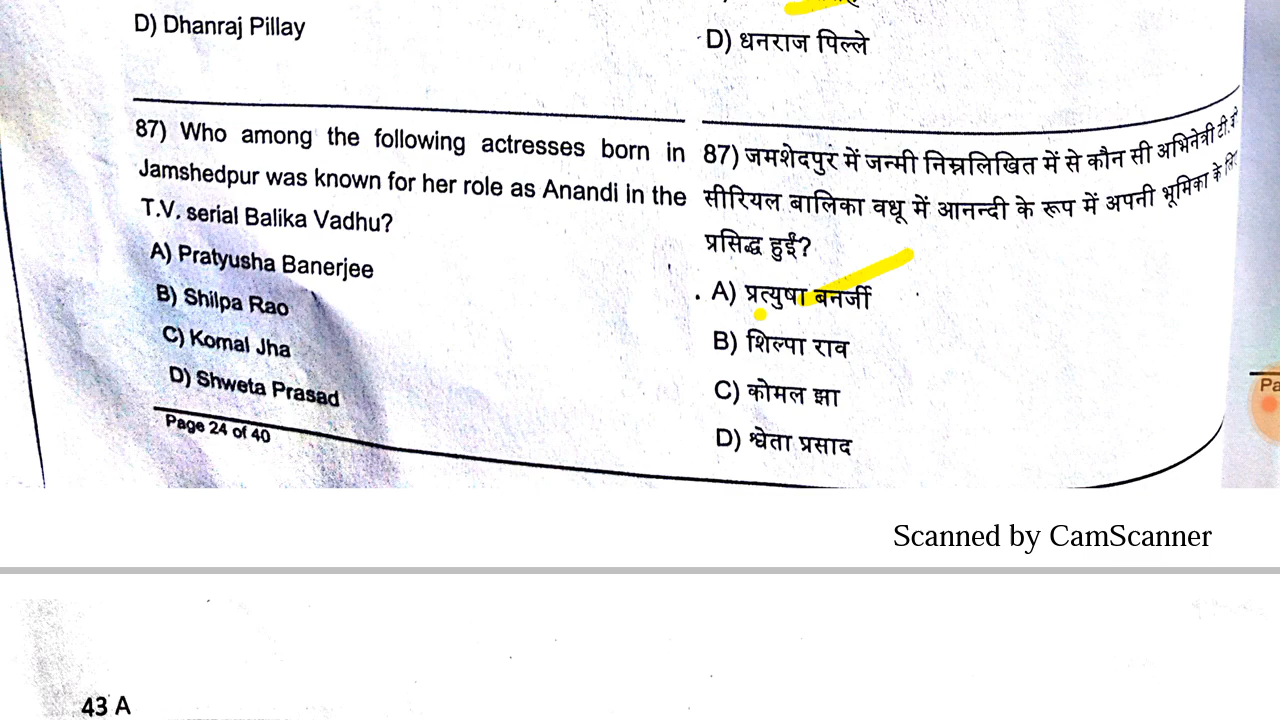 D) Dhanraj Pillay
D) धनराज पिल्ले
87) Who among the following actresses born in
Jamshedpur was known for her role as Anandi in the
T.V. serial Balika Vadhu?
A) Pratyusha Banerjee
B) Shilpa Rao
C) Komal Jha
D) Shweta Prasad
Page 24 of 40
87) जमशेदपुर में जन्मी निम्नलिखित में से कौन सी अभिनेत्री टी.
सीरियल बालिका वधू में आनन्दी के रूप में अपनी भूमिका के
प्रसिद्ध हुईं?
A) प्रत्युषा बनर्जी
B) शिल्पा राव
C) कोमल झा
D) श्वेता प्रसाद
Pa
Scanned by CamScanner
43 A